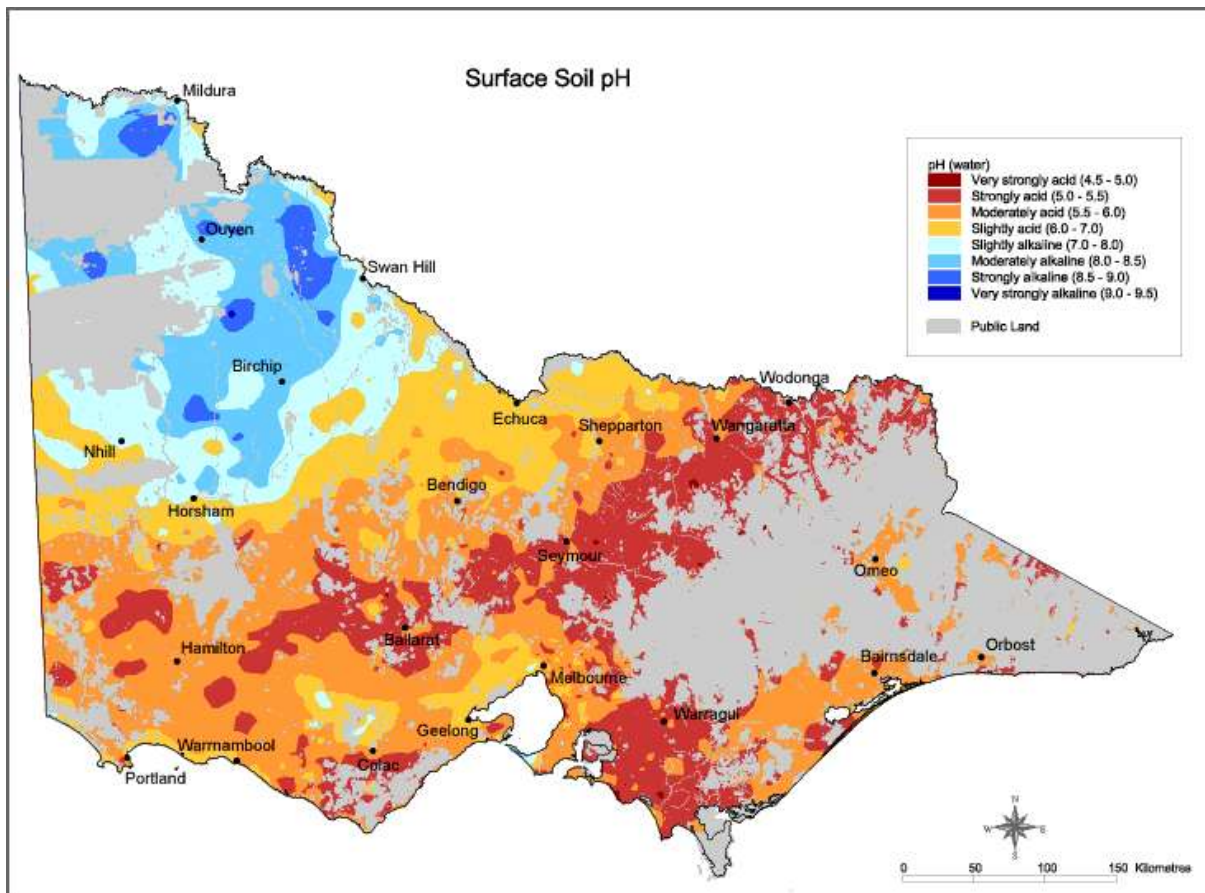 Surface Soil pH
Mildura
pH (water)
Very strongly acid (4.5 - 5.0)
Strongly acid (5.0 - 5.5)
Moderately acid (5.5 - 6.0)
Slightly acid (6.0 - 7.0)
Slightly alkaline (7.0 - 8.0)
Moderately alkaline (8.0 - 8.5)
Strongly alkaline (8.5 - 9.0)
Very strongly alkaline (9.0 - 9.5)
Public Land
Ouyen
Swan Hill
Birchip
Wodonga
Echuca
Shepparton
Wangaratta
Nhill
Bendigo
Horsham
Seymour
Omeo
Ballarat
Hamilton
Orbost
Bairnsdale
Melbourne
Geelong
Warragul
Warrnambool
Colac
Portland
N
W E
S
0 50 100 150 Kilometres